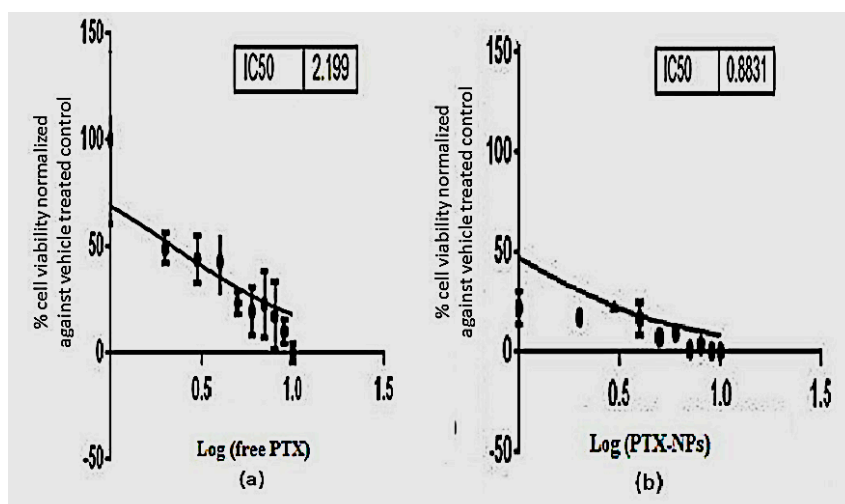 % cell viability normalized
against vehicle treated control
150
100
50
0
-50
0.5
1.0
1.5
IC50 2.199
Log (free PTX)
(a)
% cell viability normalized
against vehicle treated control
150
100
50
0
-50
0.5
1.0
1.5
IC50 0.8831
Log (PTX-NPs)
(b)